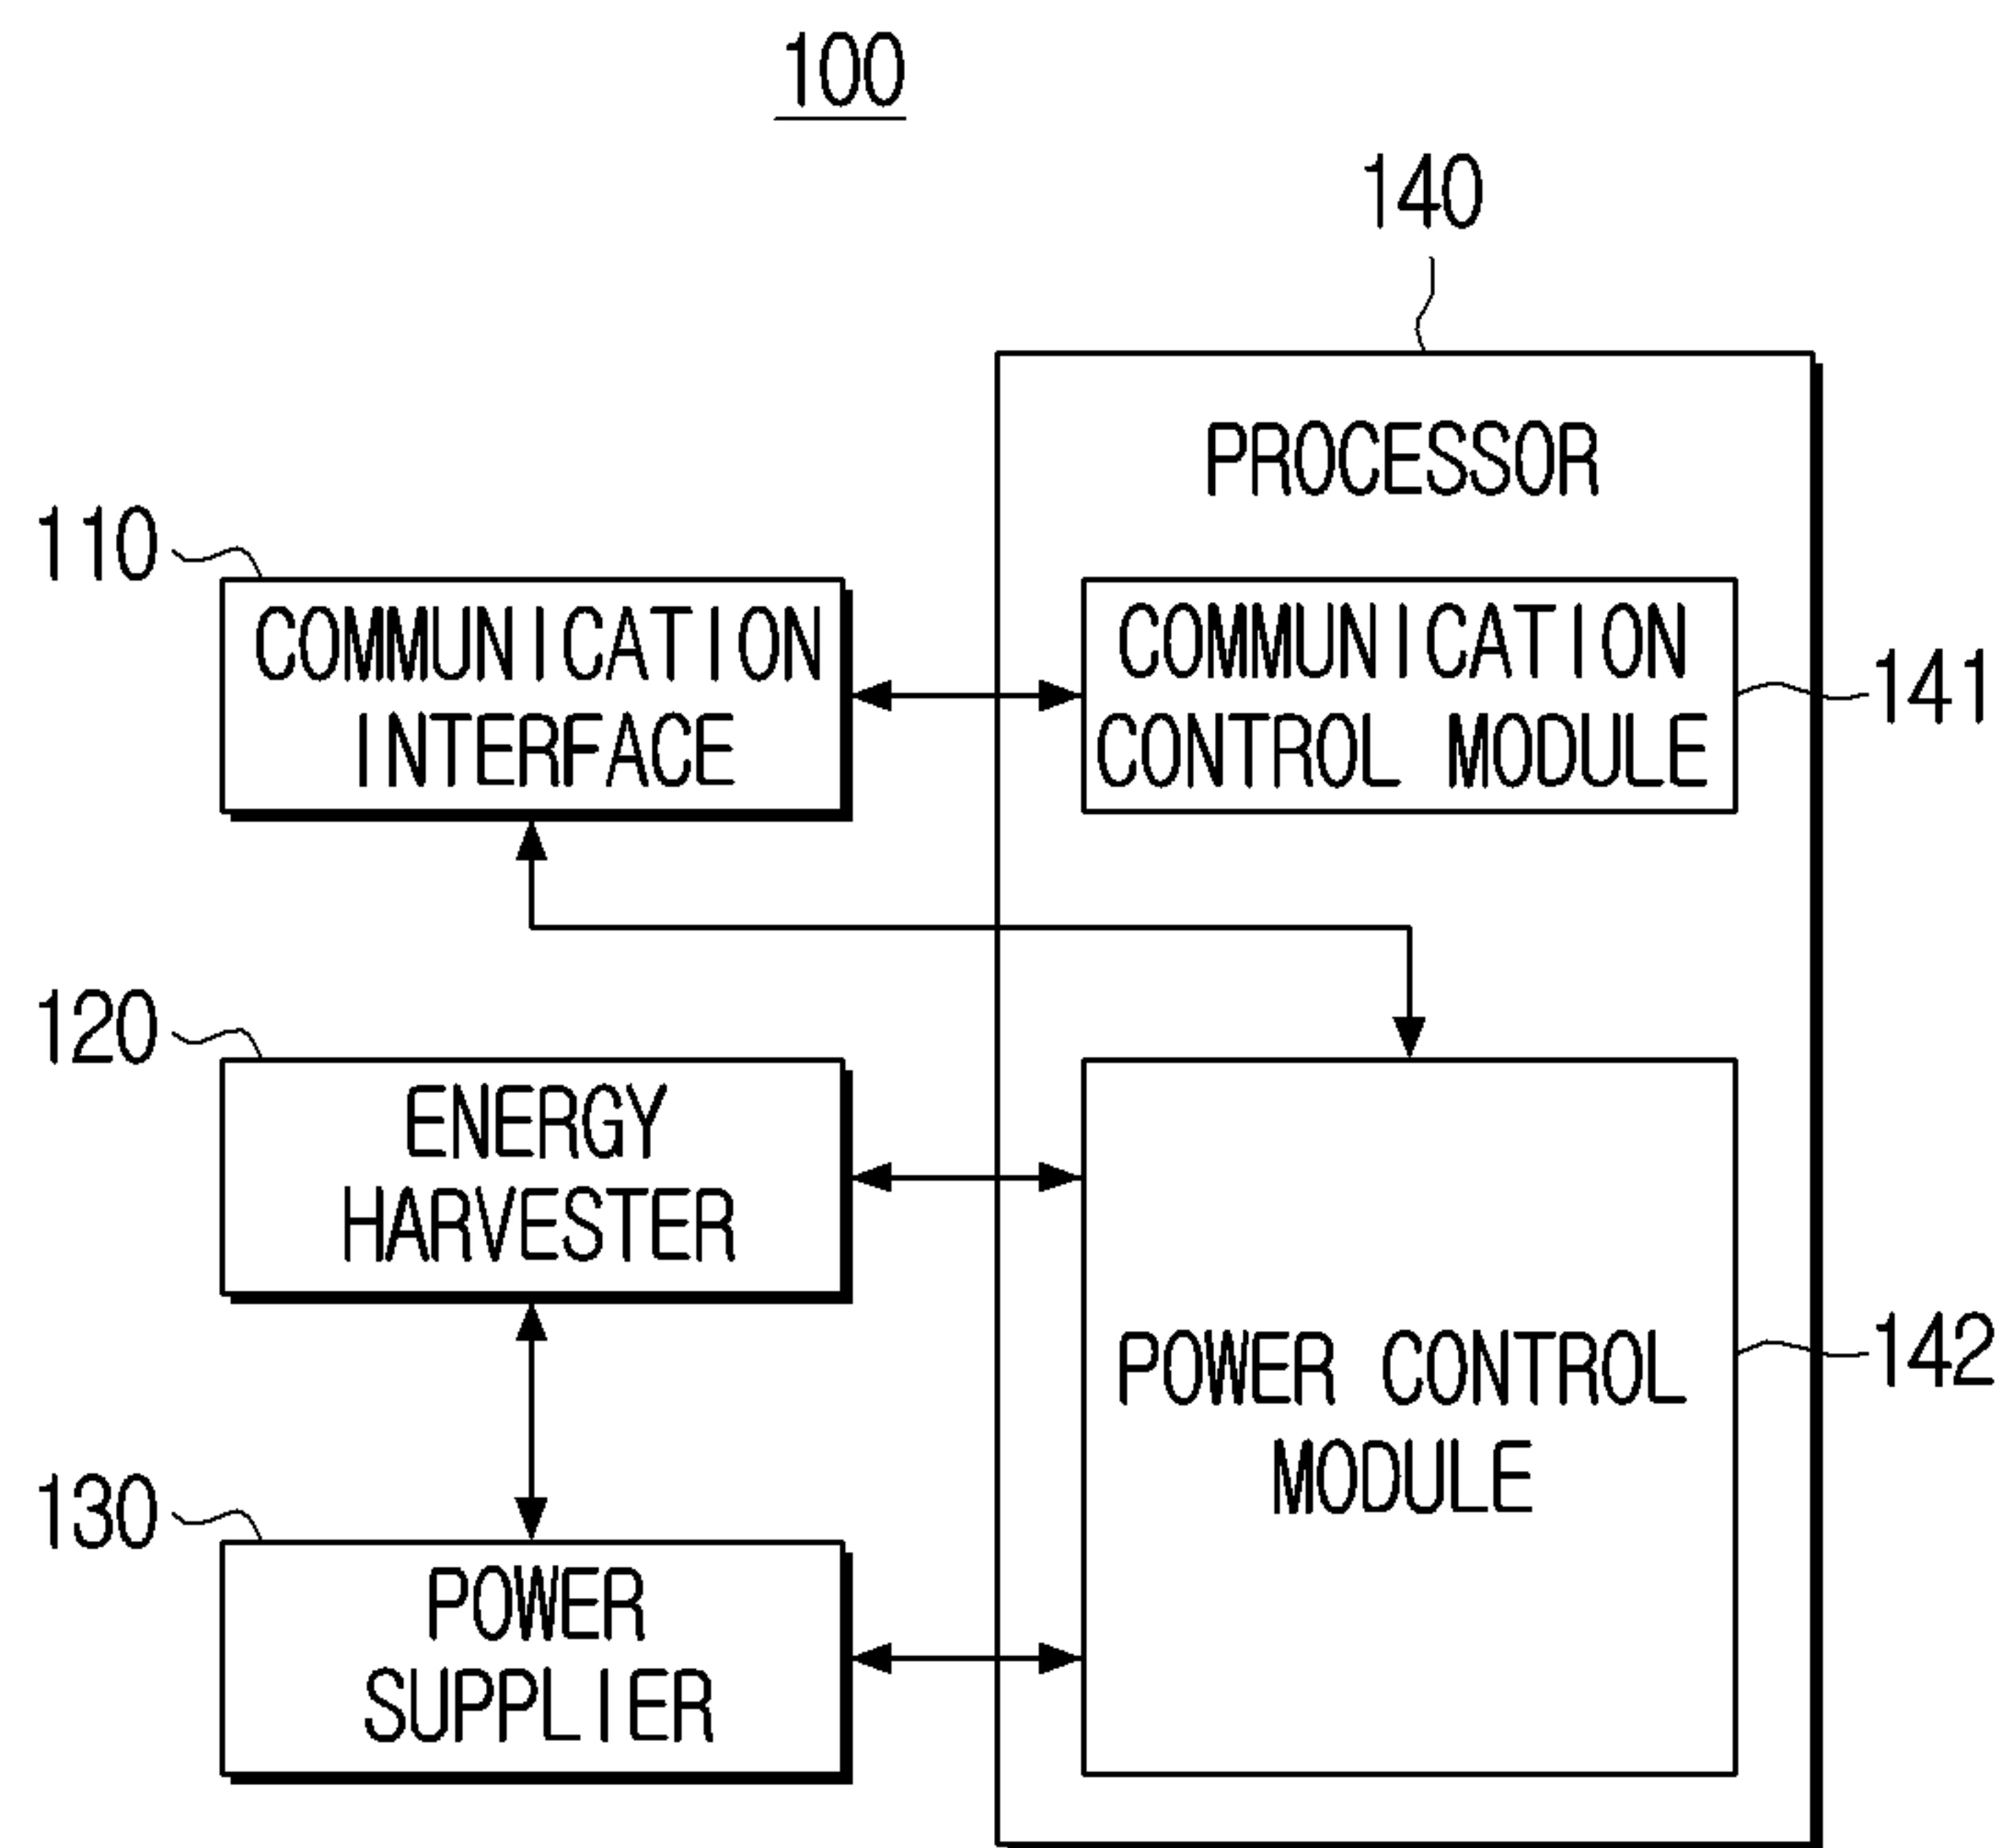 100
140
PROCESSOR
110
COMMUNICATION
INTERFACE
COMMUNICATION
CONTROL MODULE
141
120
ENERGY
HARVESTER
POWER CONTROL
MODULE
142
130
POWER
SUPPLIER